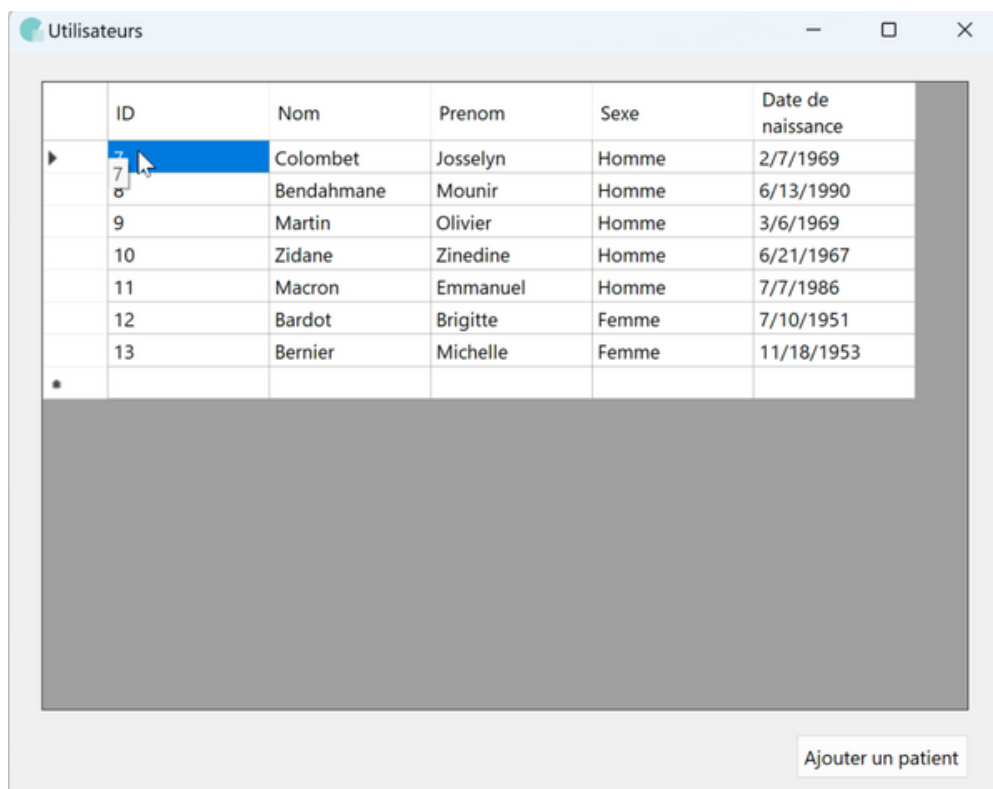 Utilisateurs
ID Nom Prenom Sexe Date de naissance
7 Colombet Josselyn Homme 2/7/1969
7
8 Bendahmane Mounir Homme 6/13/1990
9 Martin Olivier Homme 3/6/1969
10 Zidane Zinedine Homme 6/21/1967
11 Macron Emmanuel Homme 7/7/1986
12 Bardot Brigitte Femme 7/10/1951
13 Bernier Michelle Femme 11/18/1953
Ajouter un patient